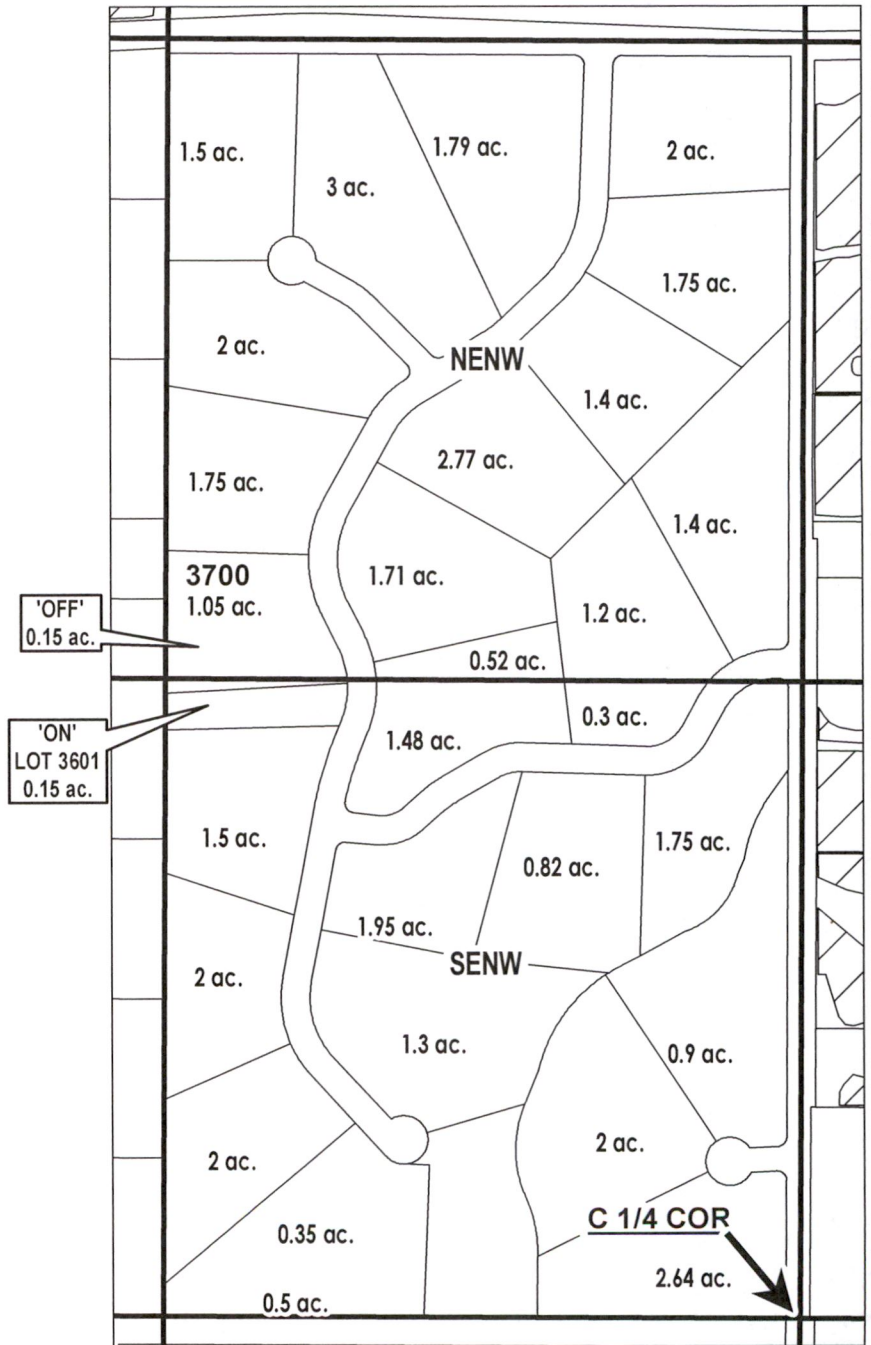 1.5 ac.
3 ac.
1.79 ac.
2 ac.
1.75 ac.
2 ac.
NENW
1.4 ac.
2.77 ac.
1.75 ac.
1.4 ac.
3700
1.05 ac.
1.71 ac.
1.2 ac.
'OFF'
0.15 ac.
0.52 ac.
'ON'
LOT 3601
0.15 ac.
0.3 ac.
1.48 ac.
1.5 ac.
1.75 ac.
0.82 ac.
1.95 ac.
SENW
2 ac.
1.3 ac.
0.9 ac.
2 ac.
2 ac.
C 1/4 COR
0.35 ac.
2.64 ac.
0.5 ac.